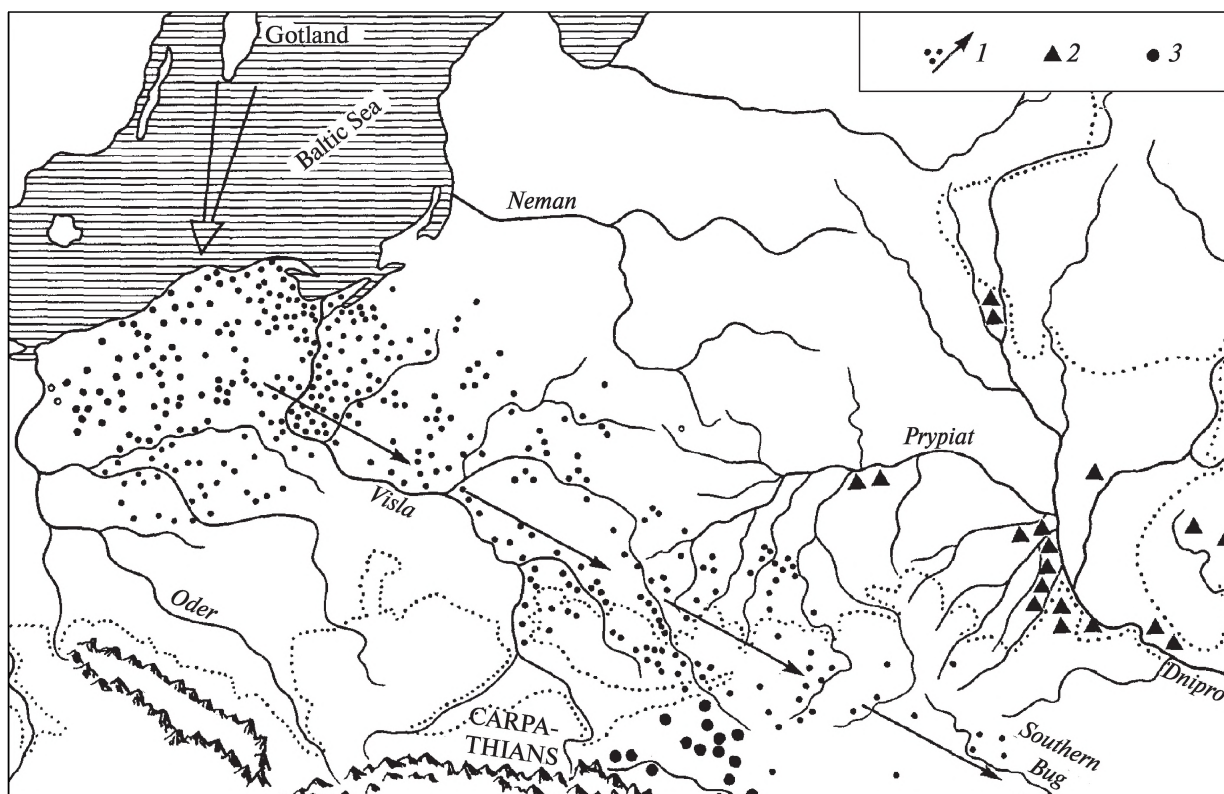 Gotland
1 2 3
Baltic Sea
Neman
Prypiat
Visla
Oder
Dnipro
CARPA-
THIANS
Southern
Bug